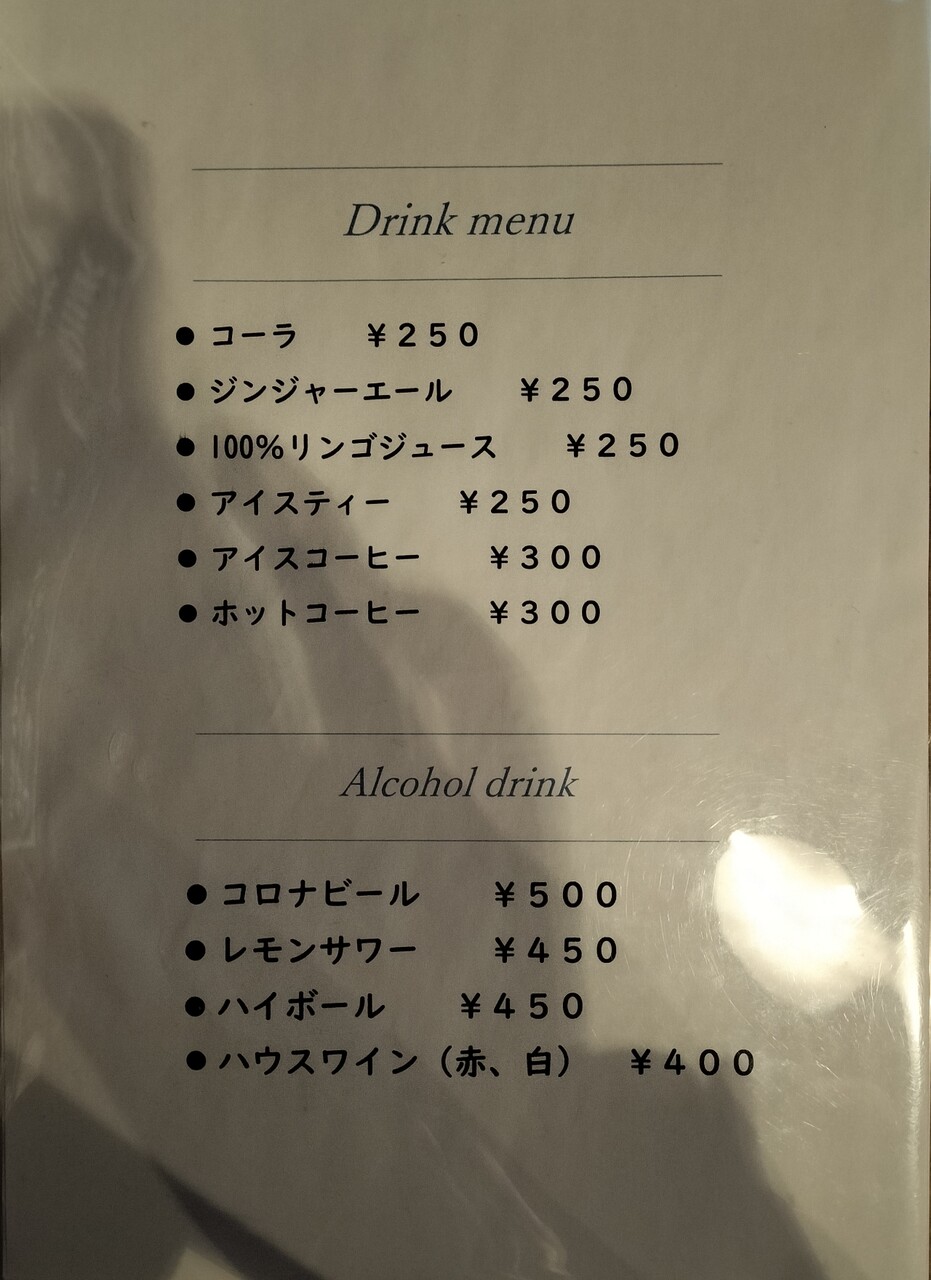 Drink menu
● コーラ　　￥２５０
● ジンジャーエール　　￥２５０
● 100%リンゴジュース　　￥２５０
● アイスティー　　￥２５０
● アイスコーヒー　　￥３００
● ホットコーヒー　　￥３００
Alcohol drink
● コロナビール　　￥５００
● レモンサワー　　￥４５０
● ハイボール　　￥４５０
● ハウスワイン（赤、白）　￥４００